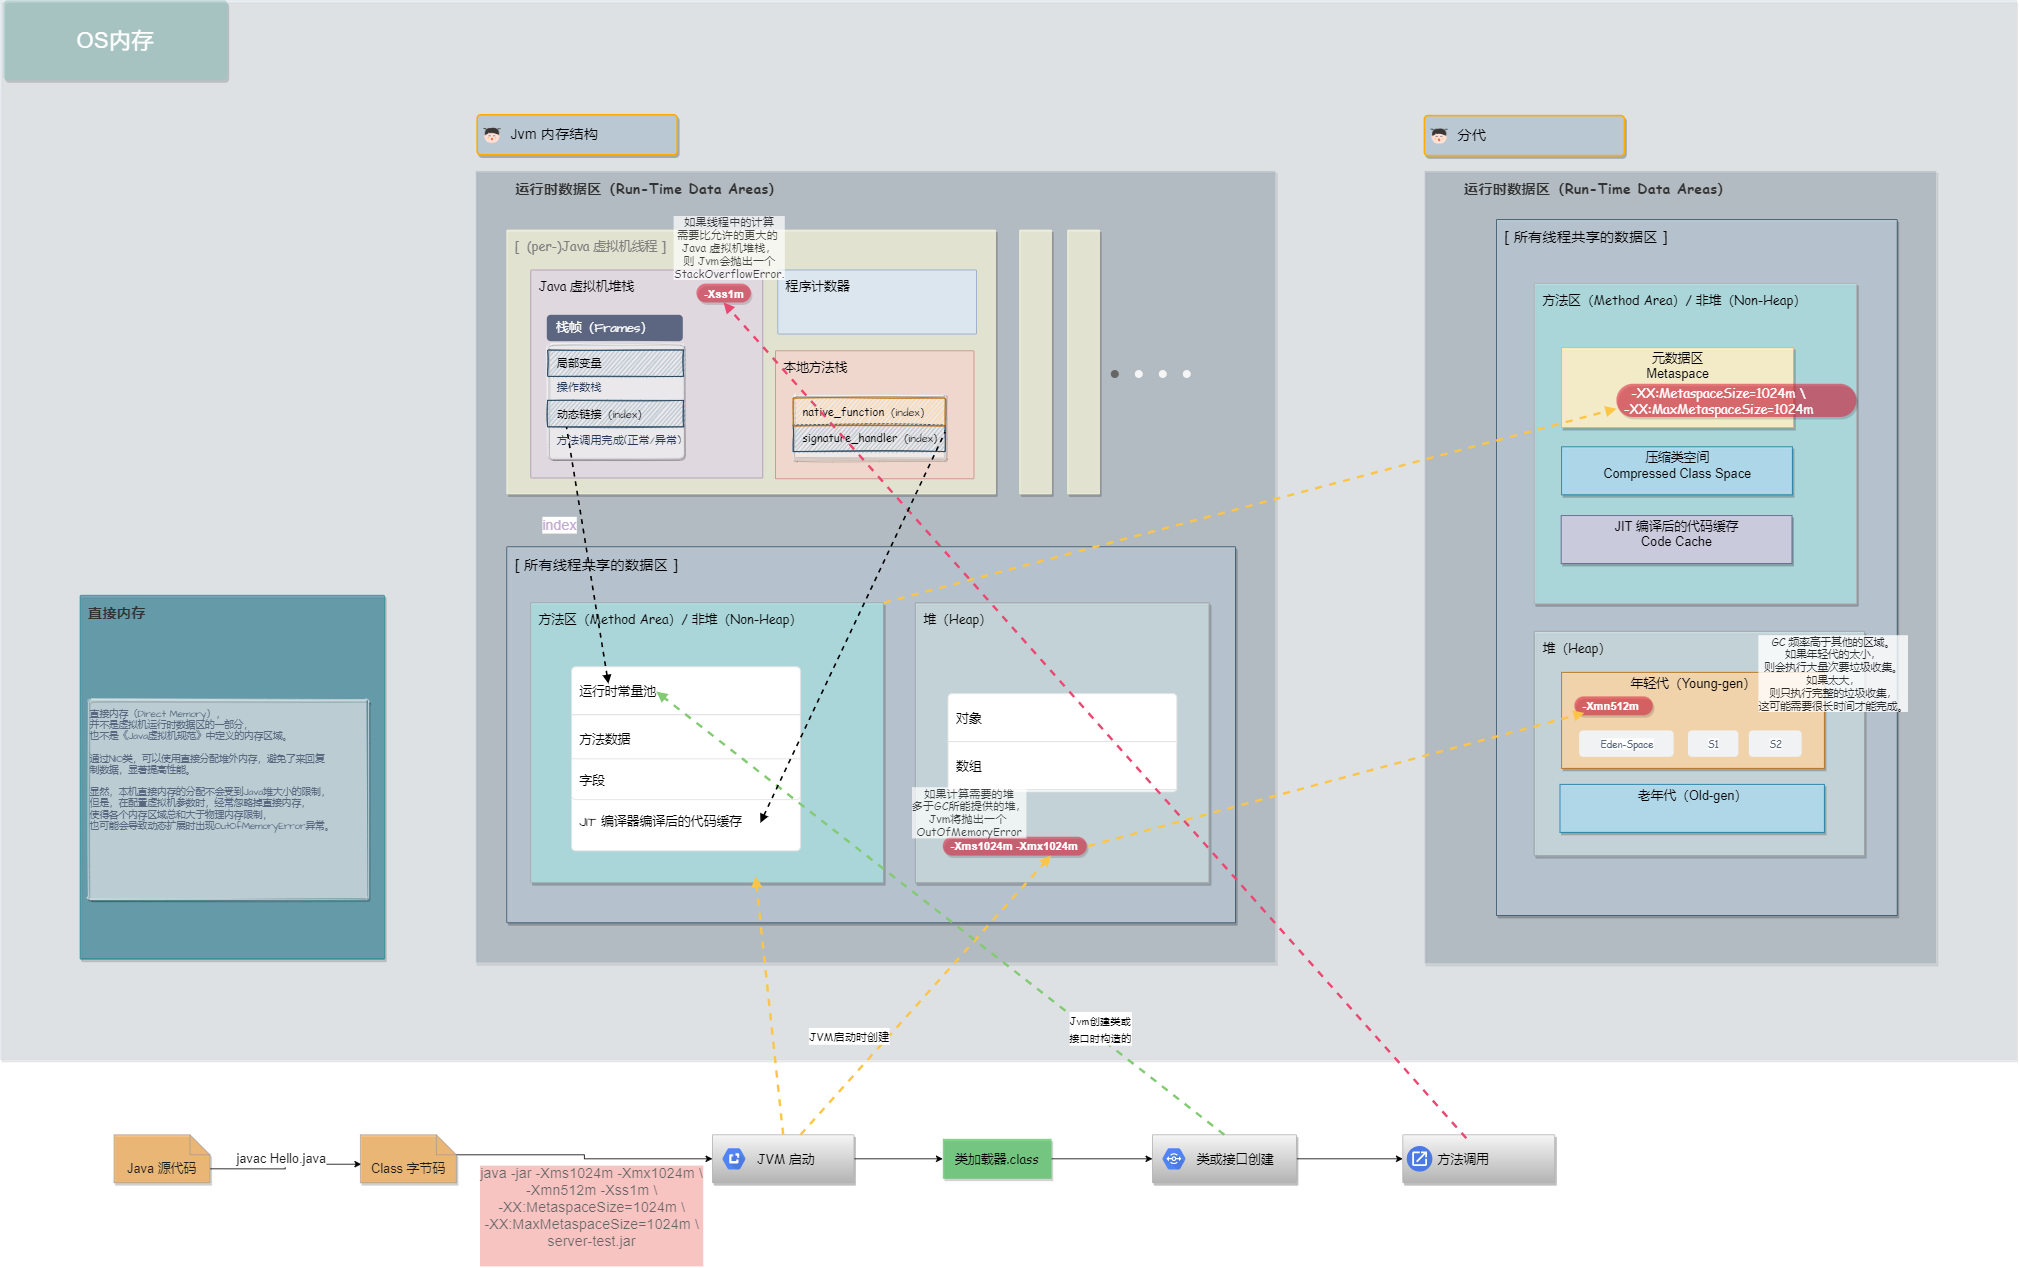 OS内存
Jvm 内存结构
运行时数据区（Run-Time Data Areas）
[（per-)Java 虚拟机线程 ]
如果线程中的计算
需要比允许的更大的
Java 虚拟机堆栈，
则 Jvm会抛出一个
StackOverflowError.
Java 虚拟机堆栈
-Xss1m
栈帧（Frames）
局部变量
操作数栈
动态链接（index）
方法调用完成(正常/异常)
程序计数器
本地方法栈
native_function（index）
signature_handler（index）
index
[ 所有线程共享的数据区 ]
方法区（Method Area）/ 非堆（Non-Heap）
运行时常量池
方法数据
字段
JIT 编译器编译后的代码缓存
堆（Heap）
对象
数组
如果计算需要的堆
多于GC所能提供的堆，
Jvm将抛出一个
OutOfMemoryError
-Xms1024m -Xmx1024m
分代
运行时数据区（Run-Time Data Areas）
[ 所有线程共享的数据区 ]
方法区（Method Area）/ 非堆（Non-Heap）
元数据区
Metaspace
-XX:MetaspaceSize=1024m \
-XX:MaxMetaspaceSize=1024m
压缩类空间
Compressed Class Space
JIT 编译后的代码缓存
Code Cache
堆（Heap）
GC 频率高于其他的区域。
如果年轻代的太小，
则会执行大量次要垃圾收集。
如果太大，
则只执行完整的垃圾收集，
这可能需要很长时间才能完成。
年轻代（Young-gen）
-Xmn512m
Eden-Space
S1
S2
老年代（Old-gen）
直接内存
直接内存（Direct Memory），
并不是虚拟机运行时数据区的一部分，
也不是《Java虚拟机规范》中定义的内存区域。
通过NIO类，可以使用直接分配堆外内存，避免了来回复
制数据，显著提高性能。
显然，本机直接内存的分配不会受到Java堆大小的限制，
但是，在配置虚拟机参数时，经常忽略掉直接内存，
使得各个内存区域总和大于物理内存限制，
也可能会导致动态扩展时出现OutOfMemoryError异常。
JVM启动时创建
Jvm创建类或
接口时构造的
Java 源代码
javac Hello.java
Class 字节码
java -jar -Xms1024m -Xmx1024m \
-Xmn512m -Xss1m \
-XX:MetaspaceSize=1024m \
-XX:MaxMetaspaceSize=1024m \
server-test.jar
JVM 启动
类加载器.class
类或接口创建
方法调用